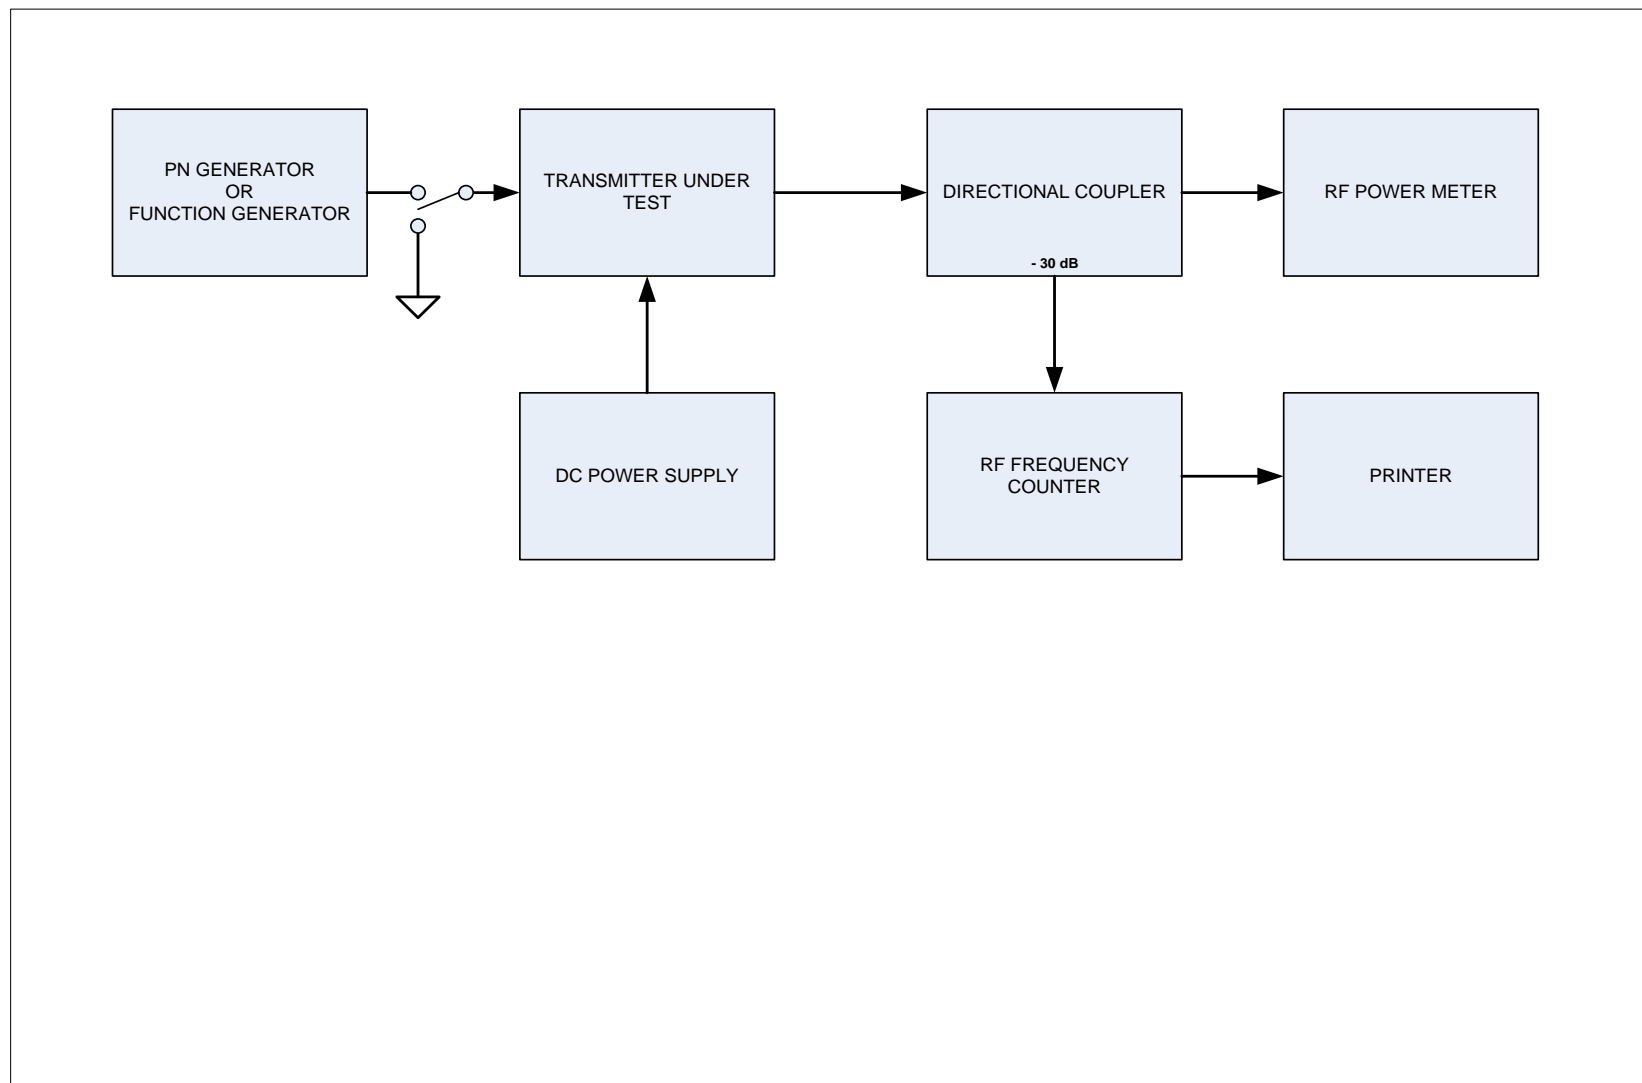 PN GENERATOR
OR
FUNCTION GENERATOR
TRANSMITTER UNDER
TEST
DIRECTIONAL COUPLER
- 30 dB
RF POWER METER
DC POWER SUPPLY
RF FREQUENCY
COUNTER
PRINTER